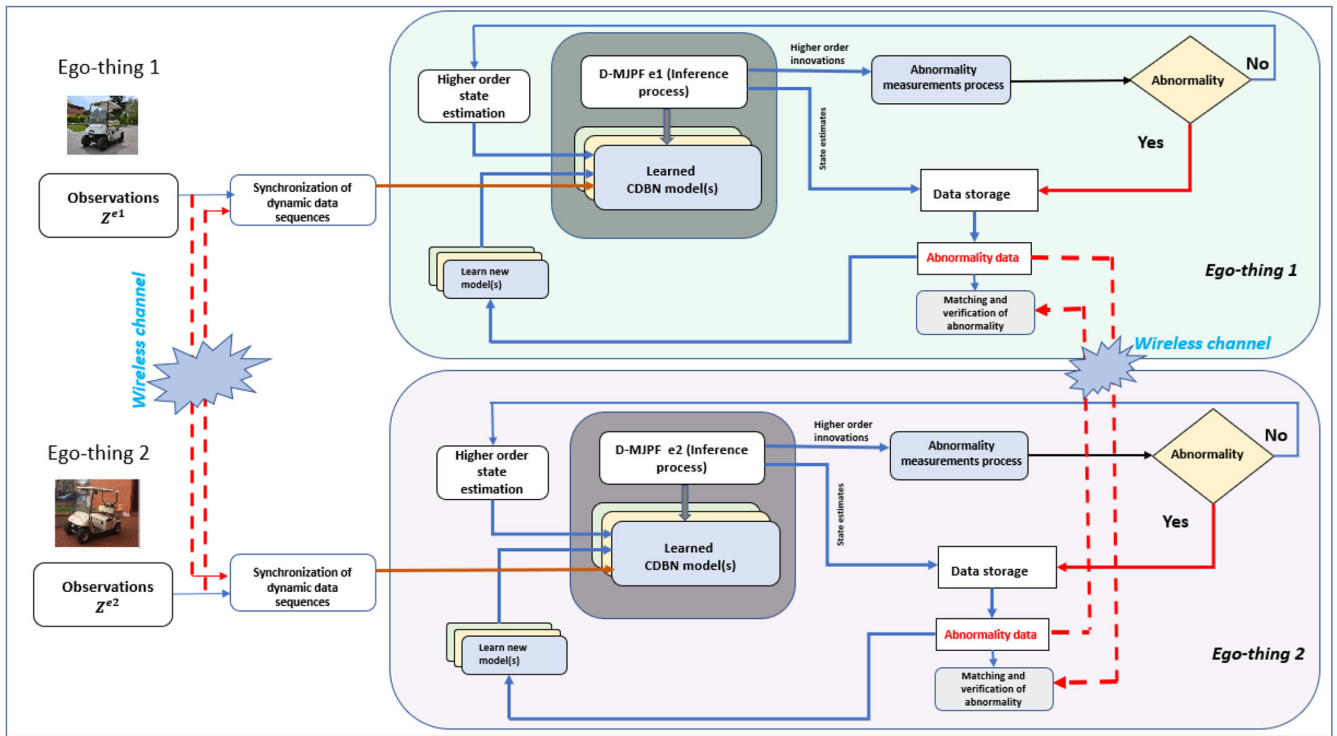 Ego-thing 1
Observations
Z^{e1}
Synchronization of
dynamic data
sequences
Higher order
state
estimation
D-MJPF e1 (Inference
process)
Learned
CDBN model(s)
Learn new
model(s)
Higher order
innovations
State estimates
Abnormality
measurements process
Abnormality
No
Yes
Data storage
Abnormality data
Matching and
verification of
abnormality
Ego-thing 1
Wireless channel
Wireless channel
Ego-thing 2
Observations
Z^{e2}
Synchronization of
dynamic data
sequences
Higher order
state
estimation
D-MJPF e2 (Inference
process)
Learned
CDBN model(s)
Learn new
model(s)
Higher order
innovations
State estimates
Abnormality
measurements process
Abnormality
No
Yes
Data storage
Abnormality data
Matching and
verification of
abnormality
Ego-thing 2